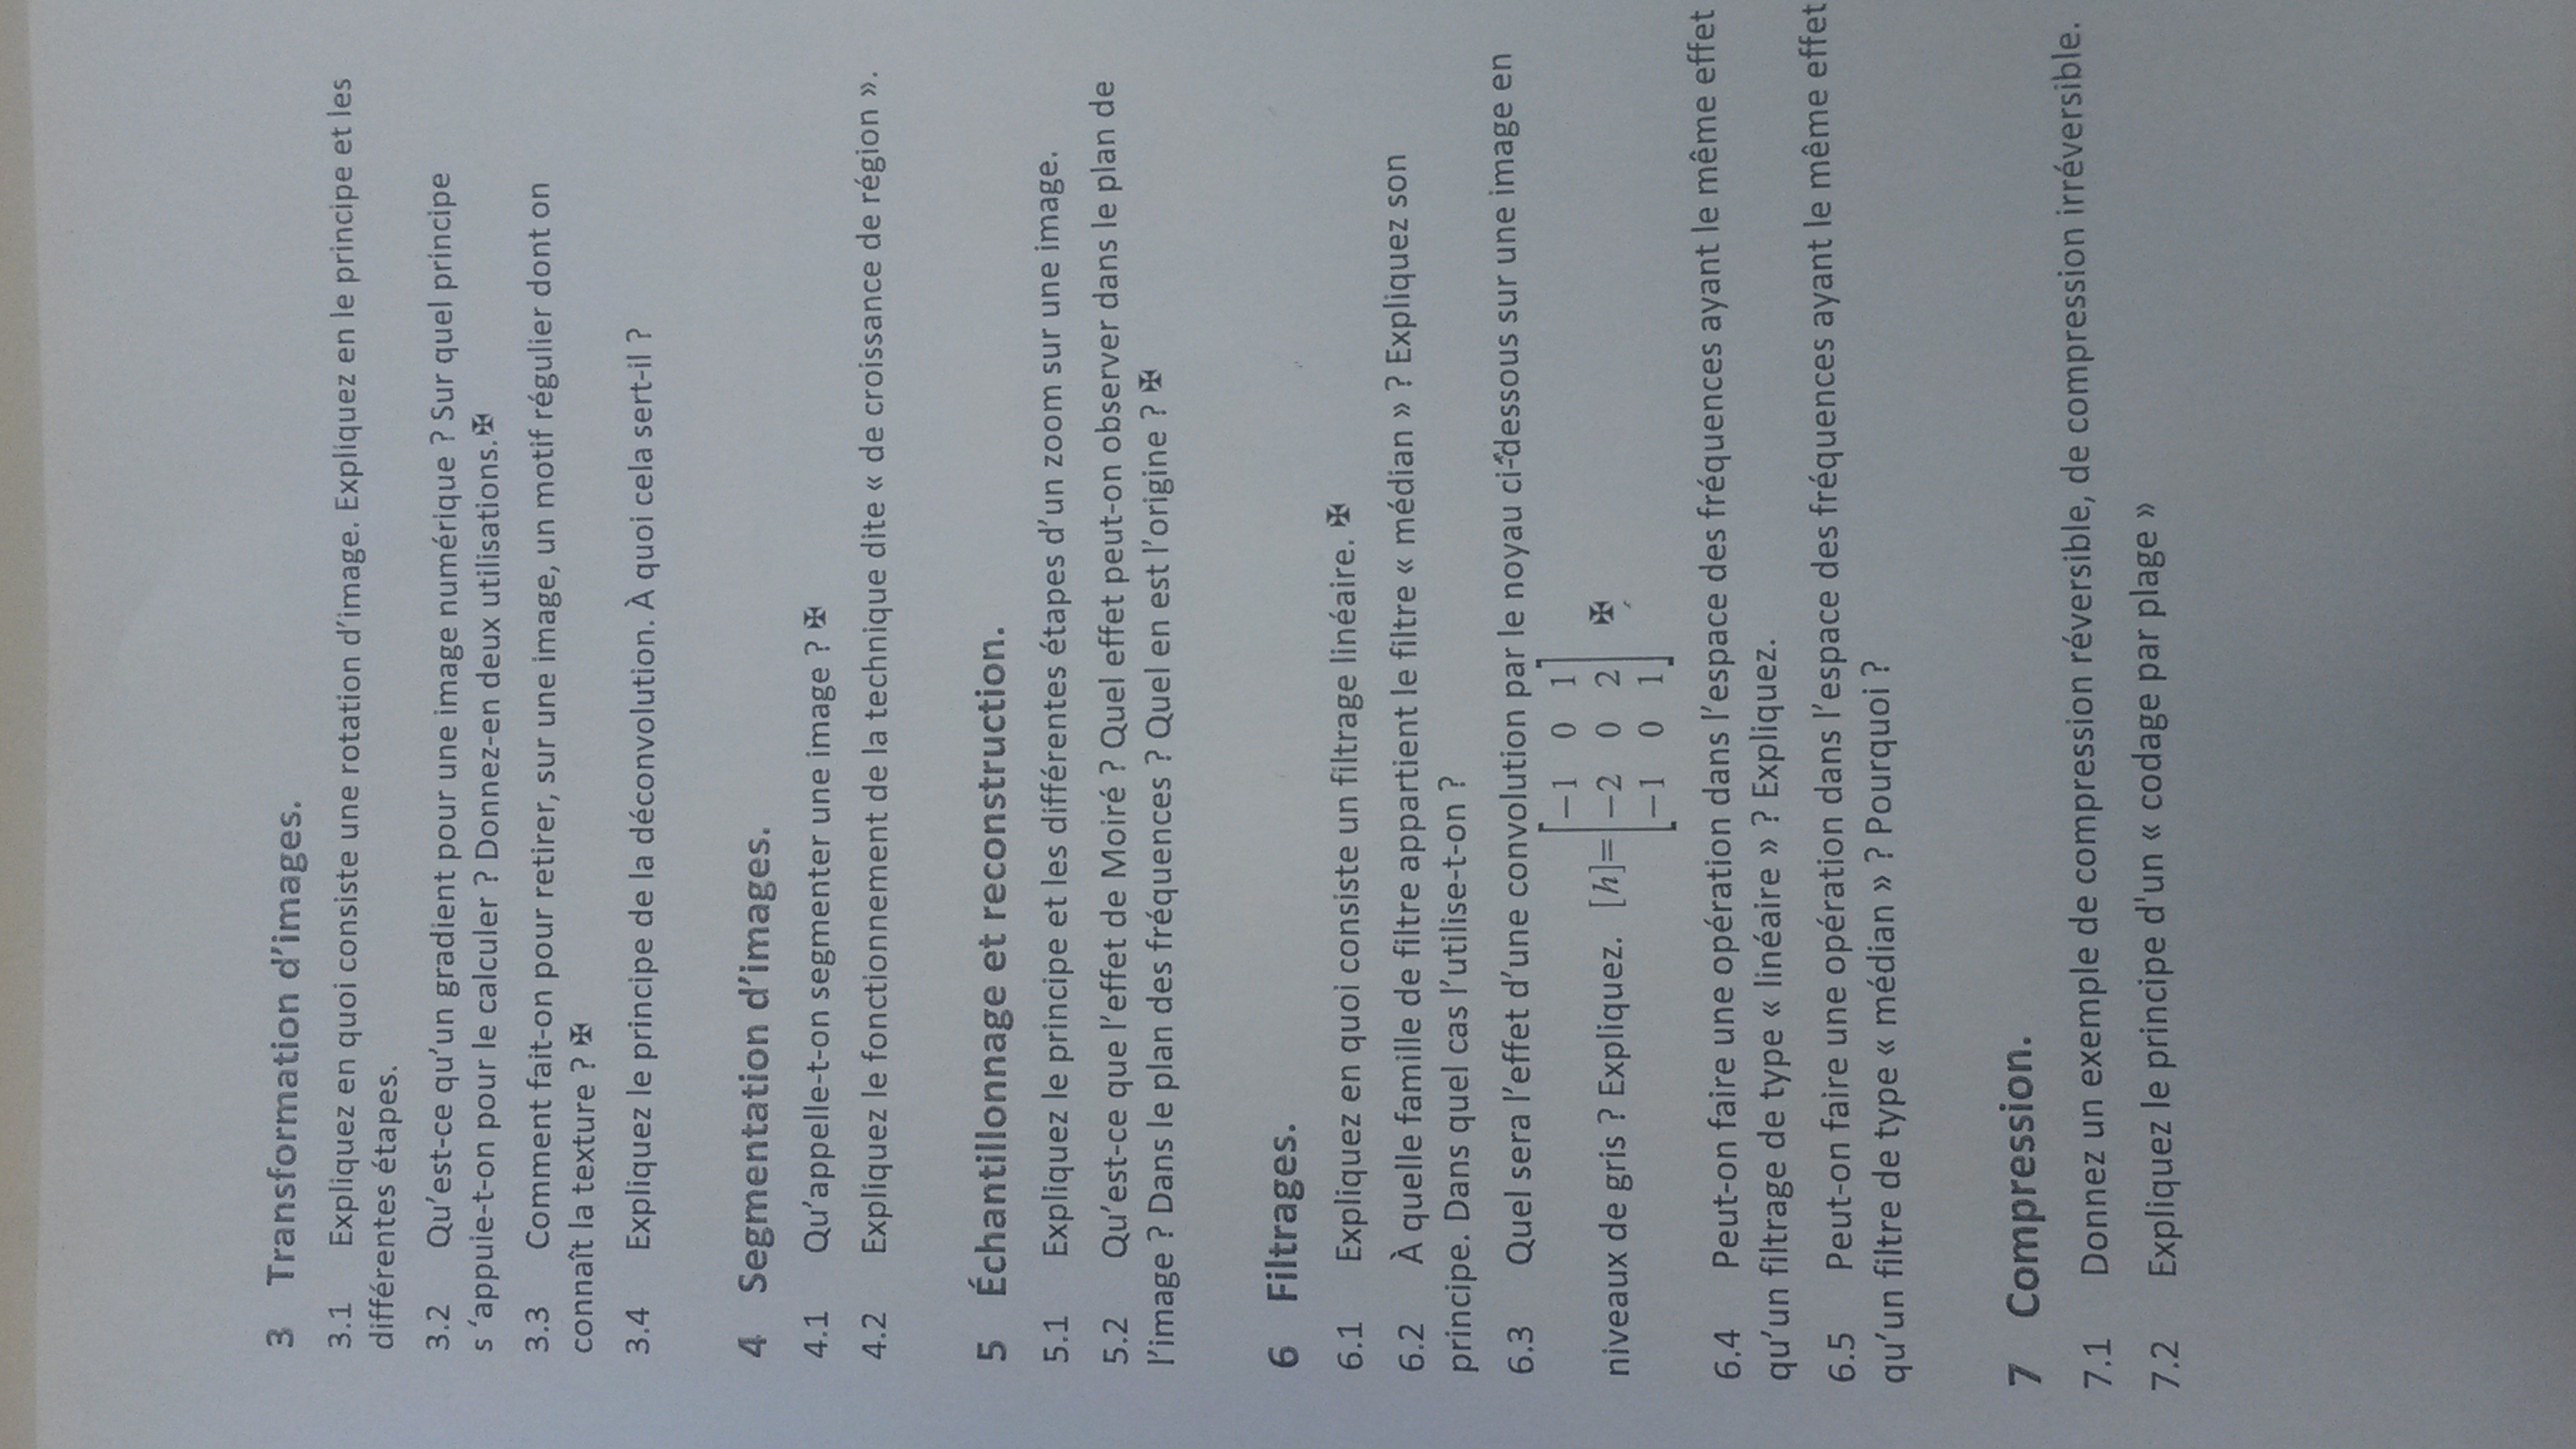 3 Transformation d'images.
3.1 Expliquez en quoi consiste une rotation d'image. Expliquez en le principe et les
différentes étapes.
3.2 Qu'est-ce qu'un gradient pour une image numérique ? Sur quel principe
s 'appuie-t-on pour le calculer ? Donnez-en deux utilisations.✠
3.3 Comment fait-on pour retirer, sur une image, un motif régulier dont on
connaît la texture ? ✠
3.4 Expliquez le principe de la déconvolution. À quoi cela sert-il ?
4 Segmentation d'images.
4.1 Qu'appelle-t-on segmenter une image ? ✠
4.2 Expliquez le fonctionnement de la technique dite « de croissance de région ».
5 Échantillonnage et reconstruction.
5.1 Expliquez le principe et les différentes étapes d'un zoom sur une image.
5.2 Qu'est-ce que l'effet de Moiré ? Quel effet peut-on observer dans le plan de
l'image ? Dans le plan des fréquences ? Quel en est l'origine ? ✠
6 Filtrages.
6.1 Expliquez en quoi consiste un filtrage linéaire. ✠
6.2 À quelle famille de filtre appartient le filtre « médian » ? Expliquez son
principe. Dans quel cas l'utilise-t-on ?
6.3 Quel sera l'effet d'une convolution par le noyau ci-dessous sur une image en
niveaux de gris ? Expliquez. [h]= [−1 0 1
−2 0 2
−1 0 1] ✠
6.4 Peut-on faire une opération dans l'espace des fréquences ayant le même effet
qu'un filtrage de type « linéaire » ? Expliquez.
6.5 Peut-on faire une opération dans l'espace des fréquences ayant le même effet
qu'un filtre de type « médian » ? Pourquoi ?
7 Compression.
7.1 Donnez un exemple de compression réversible, de compression irréversible.
7.2 Expliquez le principe d'un « codage par plage »